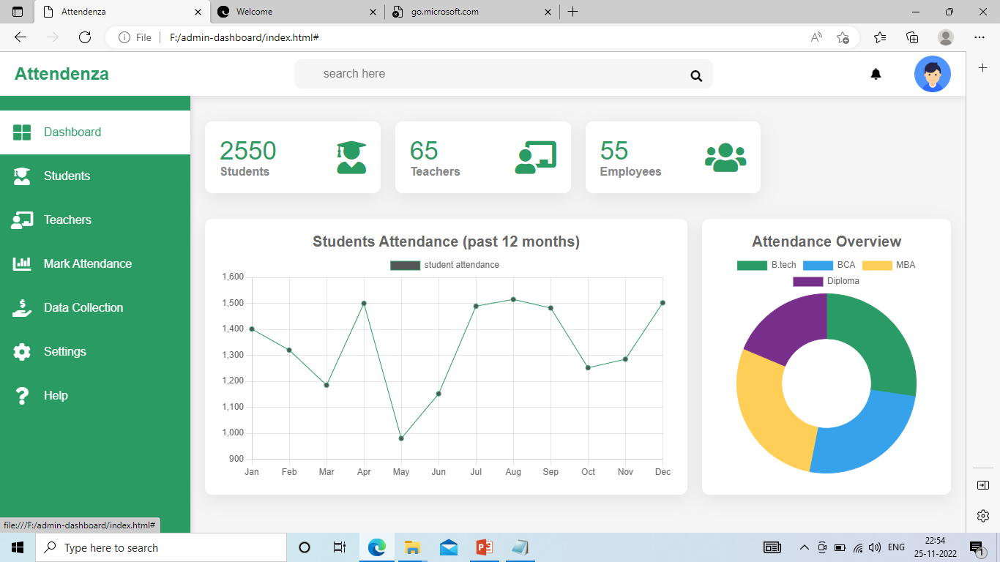 Attendenza
Welcome
go.microsoft.com
File
F:/admin-dashboard/index.html#
Attendenza
search here
Dashboard
Students
Teachers
Mark Attendance
Data Collection
Settings
Help
2550
Students
65
Teachers
55
Employees
Students Attendance (past 12 months)
student attendance
1,600
1,500
1,400
1,300
1,200
1,100
1,000
900
Jan Feb Mar Apr May Jun Jul Aug Sep Oct Nov Dec
Attendance Overview
B.tech BCA MBA
Diploma
file:///F:/admin-dashboard/index.html#
Type here to search
ENG
22:54
25-11-2022
1